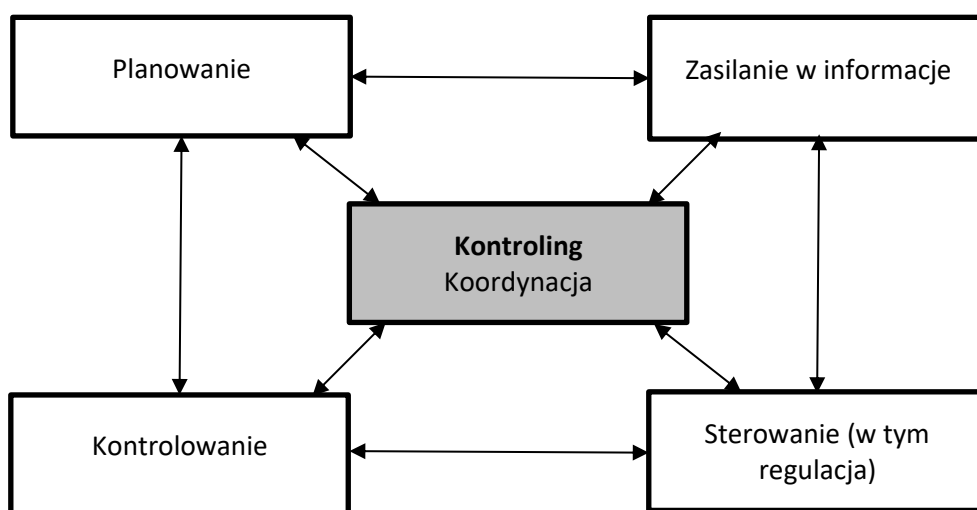 Planowanie
Zasilanie w informacje
Kontroling
Koordynacja
Kontrolowanie
Sterowanie (w tym
regulacja)